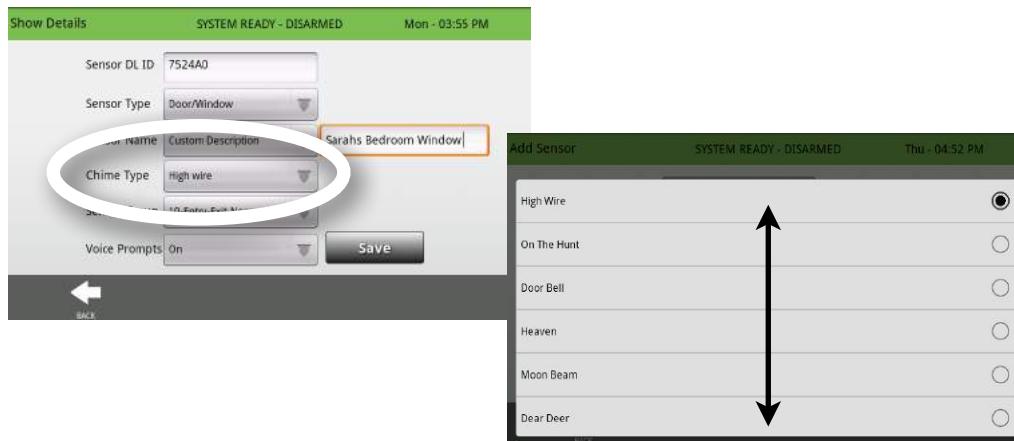 Show Details SYSTEM READY - DISARMED Mon - 03:55 PM
Sensor DL ID 7524A0
Sensor Type Door/Window
Name Custom Description Sarahs Bedroom Window
Chime Type High wire
Voice Prompts On Save
BACK
Add Sensor SYSTEM READY - DISARMED Thu - 04:52 PM
High Wire
On The Hunt
Door Bell
Heaven
Moon Beam
Dear Deer